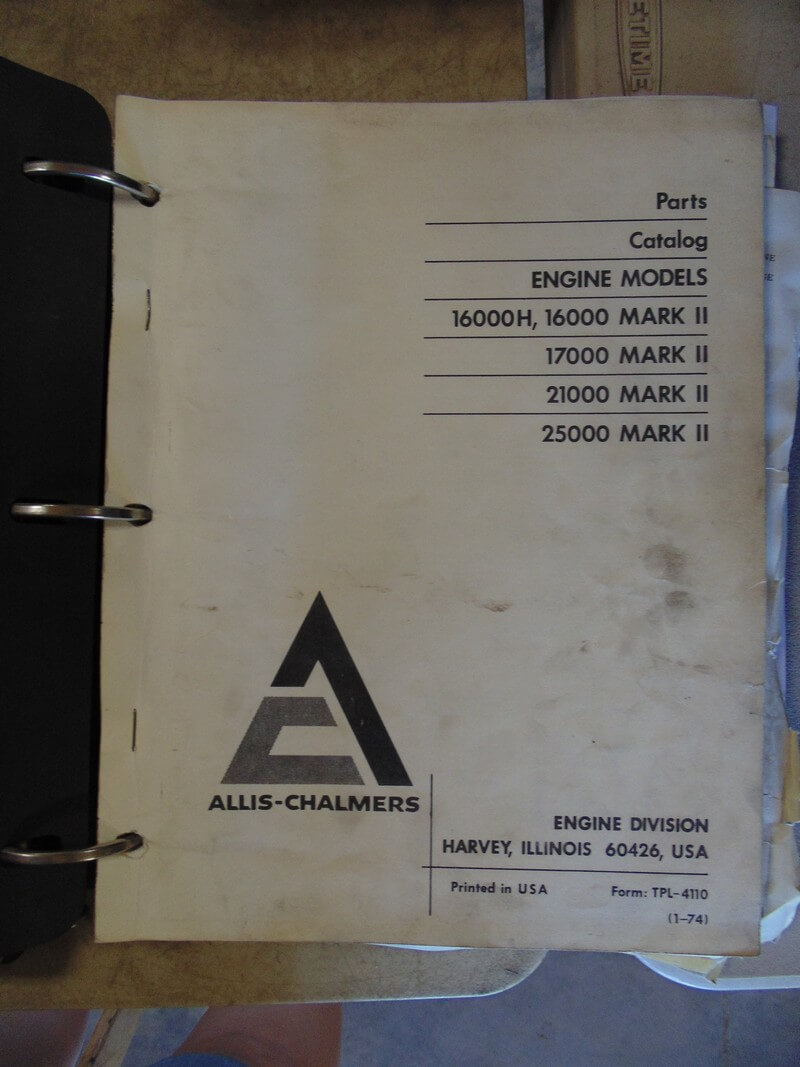 Parts
Catalog
ENGINE MODELS
16000H, 16000 MARK II
17000 MARK II
21000 MARK II
25000 MARK II
ALLIS-CHALMERS
ENGINE DIVISION
HARVEY, ILLINOIS 60426, USA
Printed in USA Form: TPL-4110
(1-74)
ETIME